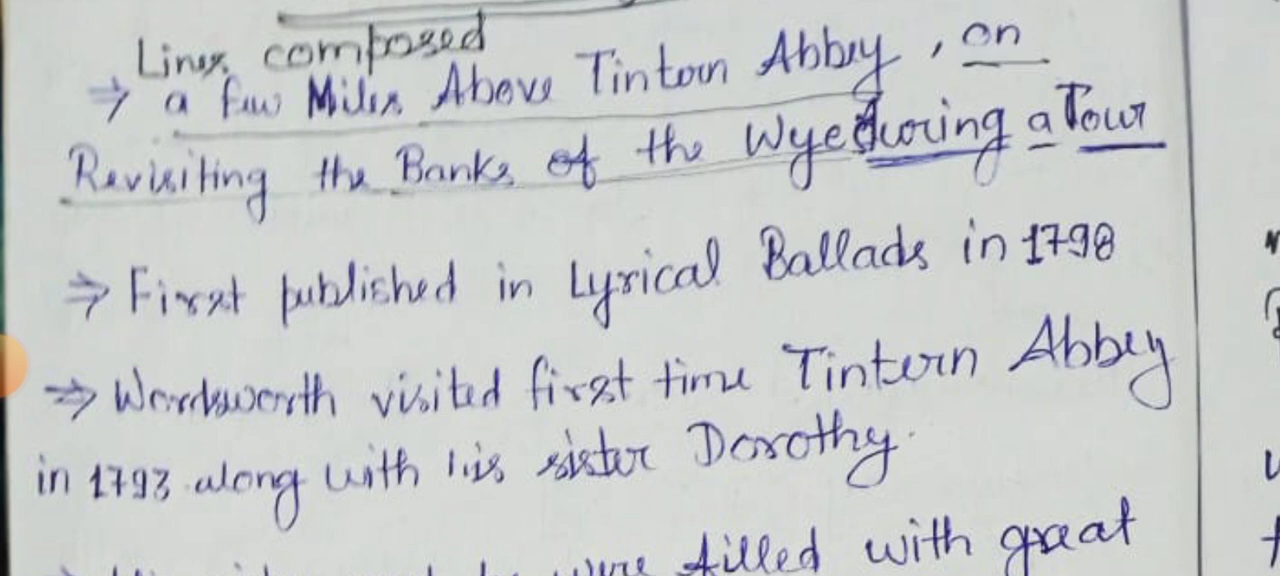 Lines composed
⇒ a few Miles Above Tintern Abbey, on
Revisiting the Banks of the Wye during a Tour
⇒ First published in Lyrical Ballads in 1798
⇒ Wordsworth visited first time Tintern Abbey
in 1793 along with his sister Dorothy.
were filled with great